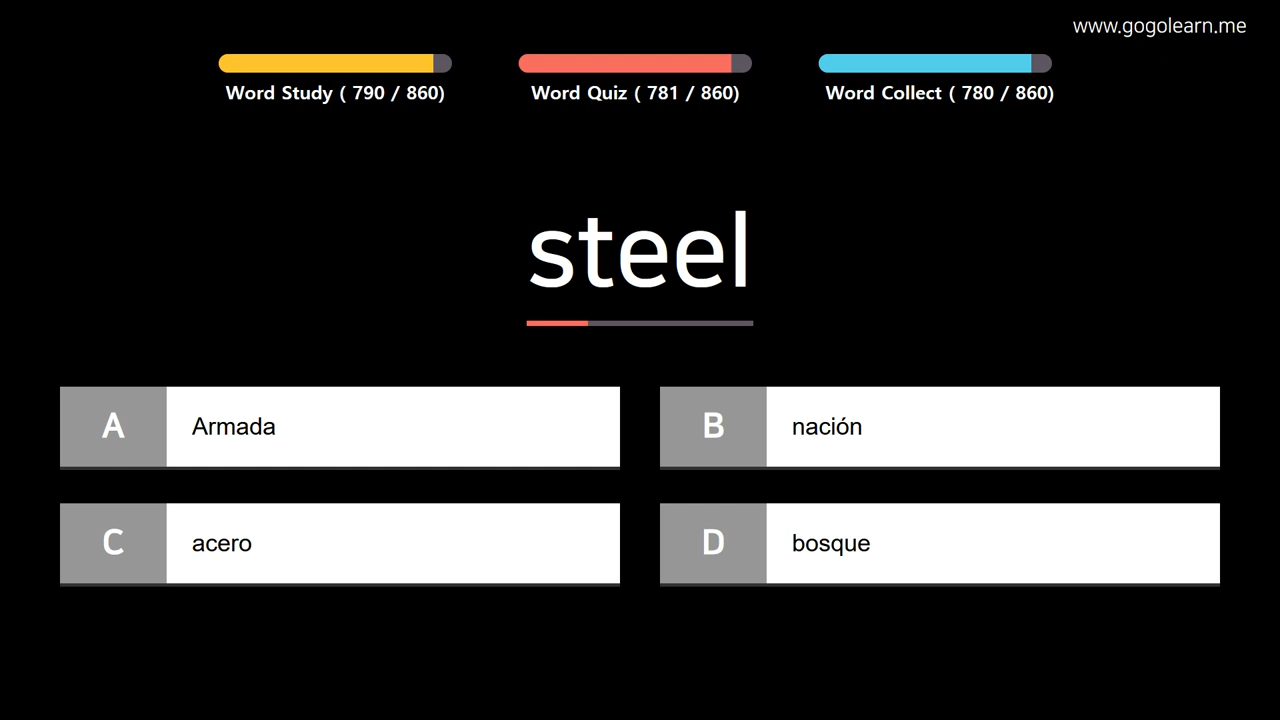 www.gogolearn.me
Word Study ( 790 / 860)
Word Quiz ( 781 / 860)
Word Collect ( 780 / 860)
steel
A Armada
B nación
C acero
D bosque